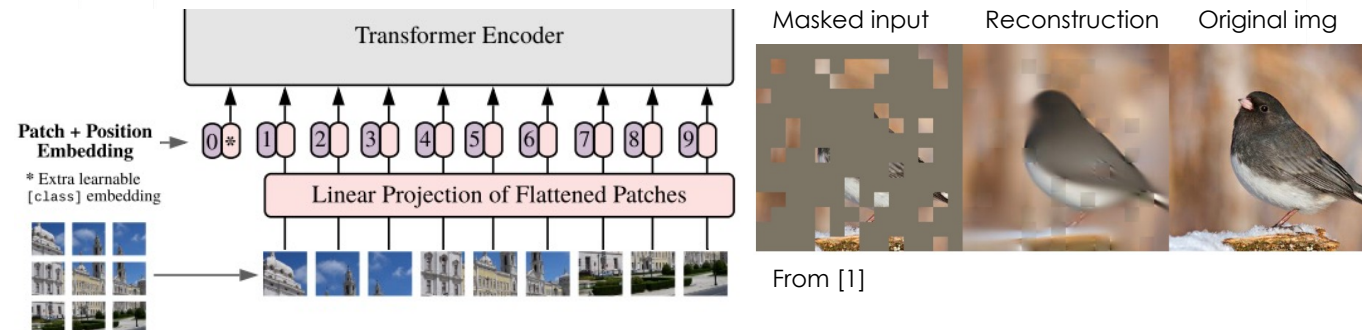 Transformer Encoder
Patch + Position
Embedding
* Extra learnable
[class] embedding
0 * 1 2 3 4 5 6 7 8 9
Linear Projection of Flattened Patches
Masked input
Reconstruction
Original img
From [1]